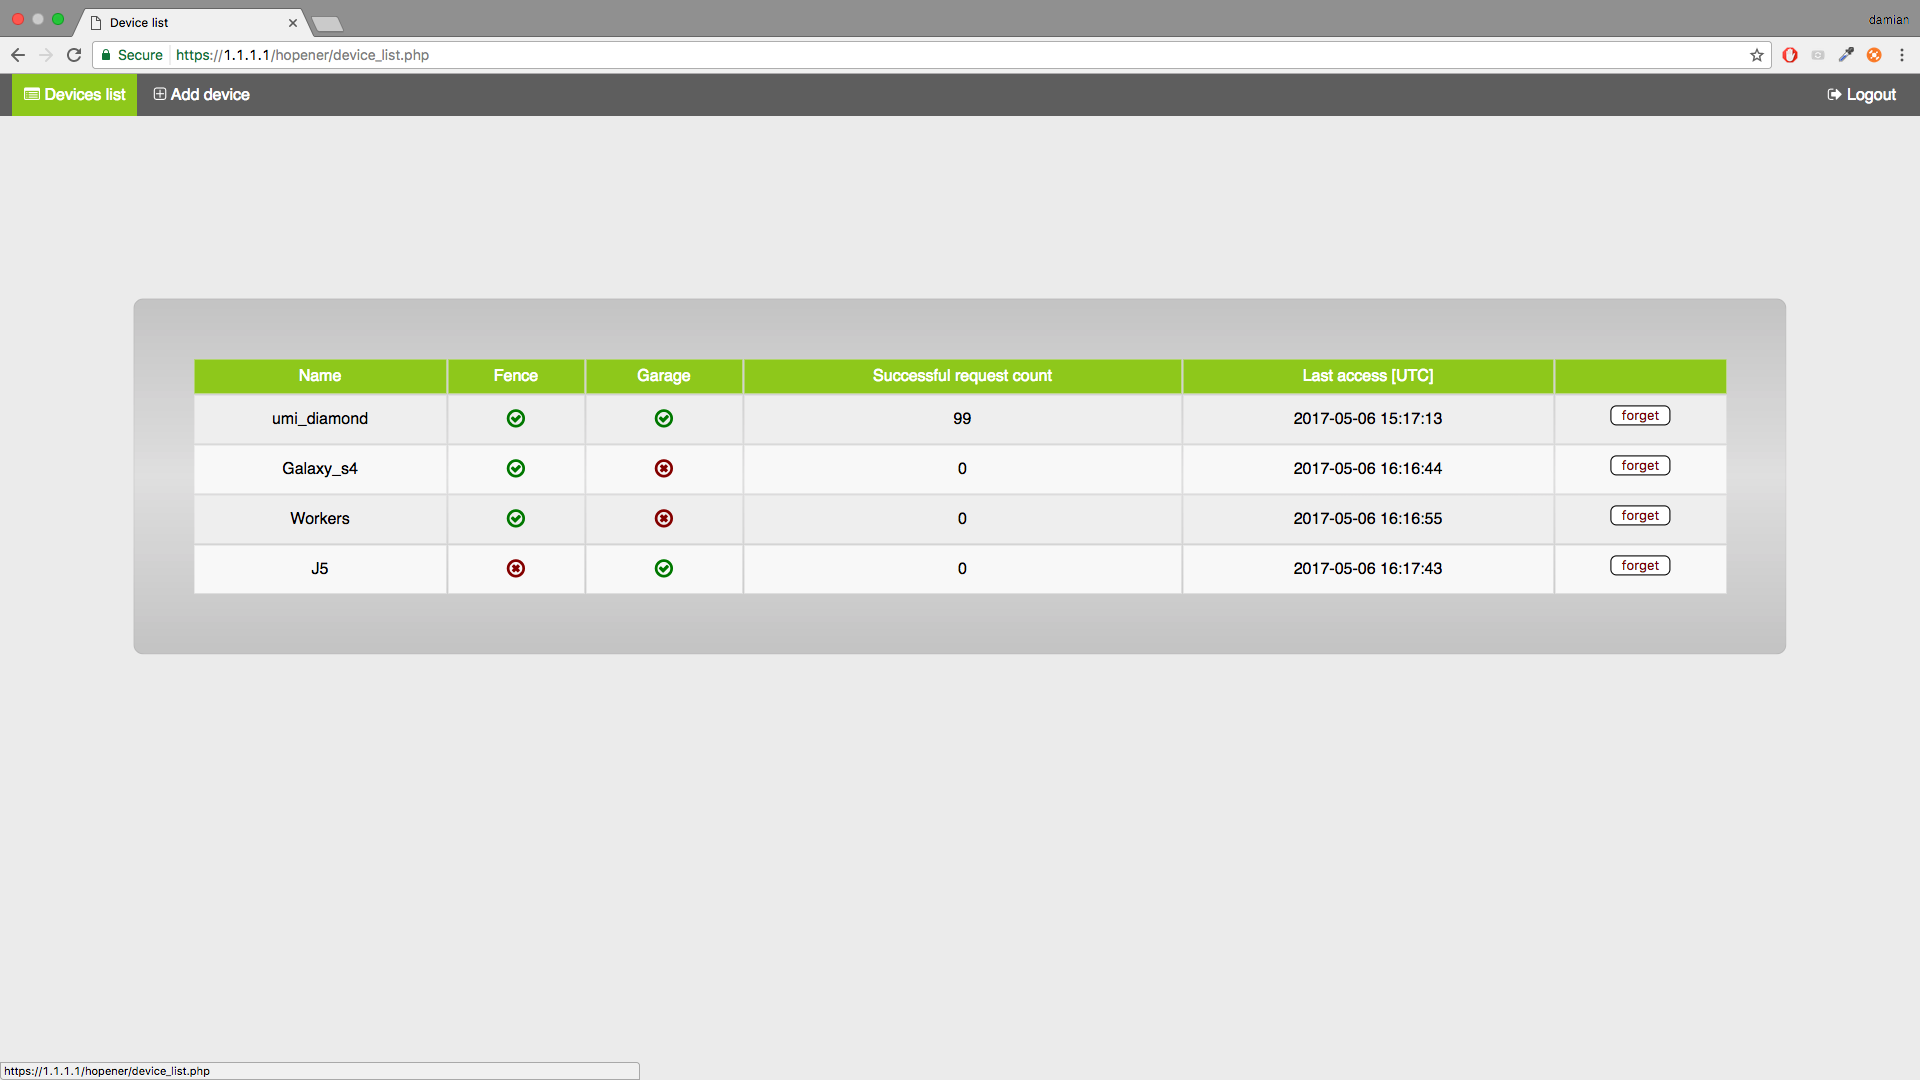 Device list
damian
Secure https://1.1.1.1/hopener/device_list.php
Devices list Add device Logout
Name Fence Garage Successful request count Last access [UTC]
umi_diamond 99 2017-05-06 15:17:13 forget
Galaxy_s4 0 2017-05-06 16:16:44 forget
Workers 0 2017-05-06 16:16:55 forget
J5 0 2017-05-06 16:17:43 forget
https://1.1.1.1/hopener/device_list.php